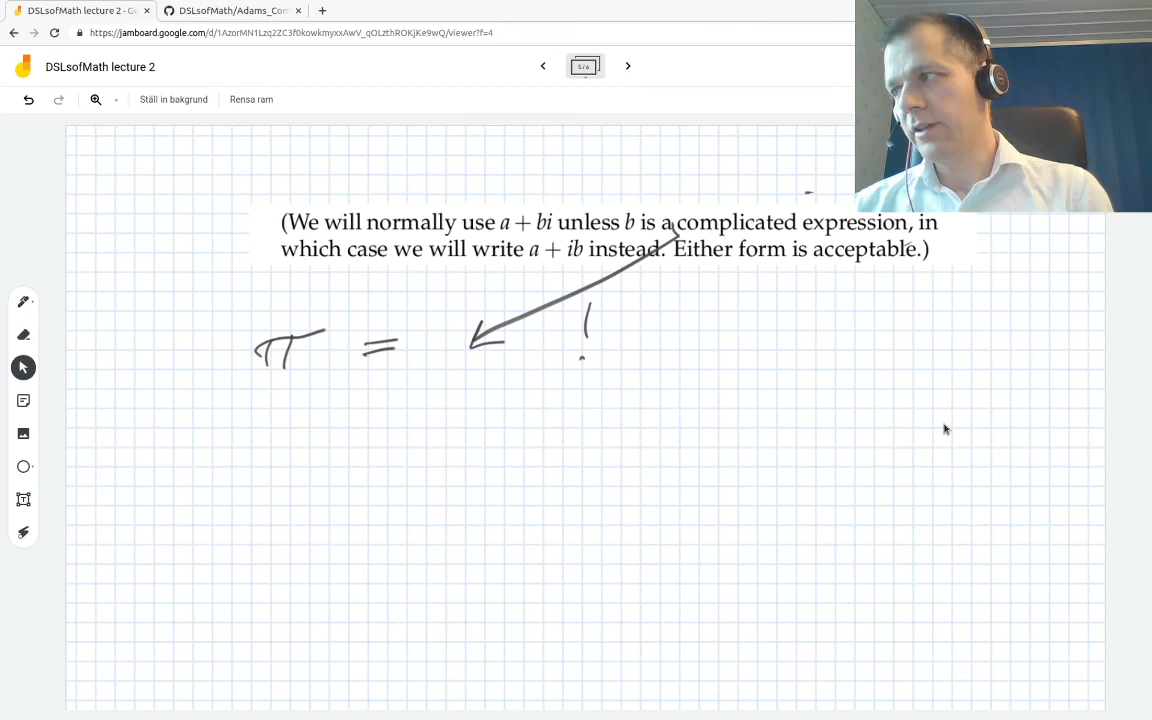 DSLsofMath lecture 2 - Go
DSLsofMath/Adams_Con
https://jamboard.google.com/d/1AzorMN1Lzq2ZC3f0kowkmyxxAwV_qOLzthROKjKe9wQ/viewer?f=4
DSLsofMath lecture 2
5/6
Ställ in bakgrund
Rensa ram
(We will normally use a + bi unless b is a complicated expression, in
which case we will write a + ib instead. Either form is acceptable.)
π = !